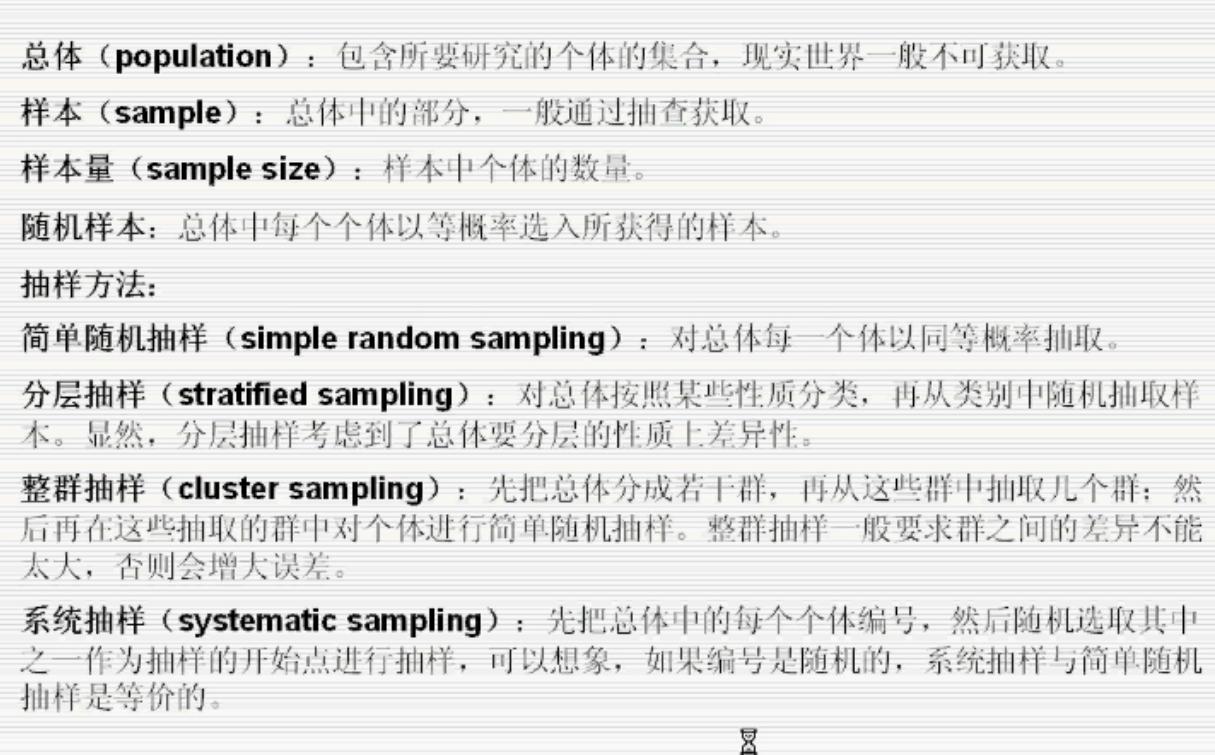 总体（population）：包含所要研究的个体的集合，现实世界一般不可获取。
样本（sample）：总体中的部分，一般通过抽查获取。
样本量（sample size）：样本中个体的数量。
随机样本：总体中每个个体以等概率选入所获得的样本。
抽样方法：
简单随机抽样（simple random sampling）：对总体每一个体以同等概率抽取。
分层抽样（stratified sampling）：对总体按照某些性质分类，再从类别中随机抽取样
本。显然，分层抽样考虑到了总体要分层的性质上差异性。
整群抽样（cluster sampling）：先把总体分成若干群，再从这些群中抽取几个群；然
后再在这些抽取的群中对个体进行简单随机抽样。整群抽样一般要求群之间的差异不能
太大，否则会增大误差。
系统抽样（systematic sampling）：先把总体中的每个个体编号，然后随机选取其中
之一作为抽样的开始点进行抽样，可以想象，如果编号是随机的，系统抽样与简单随机
抽样是等价的。